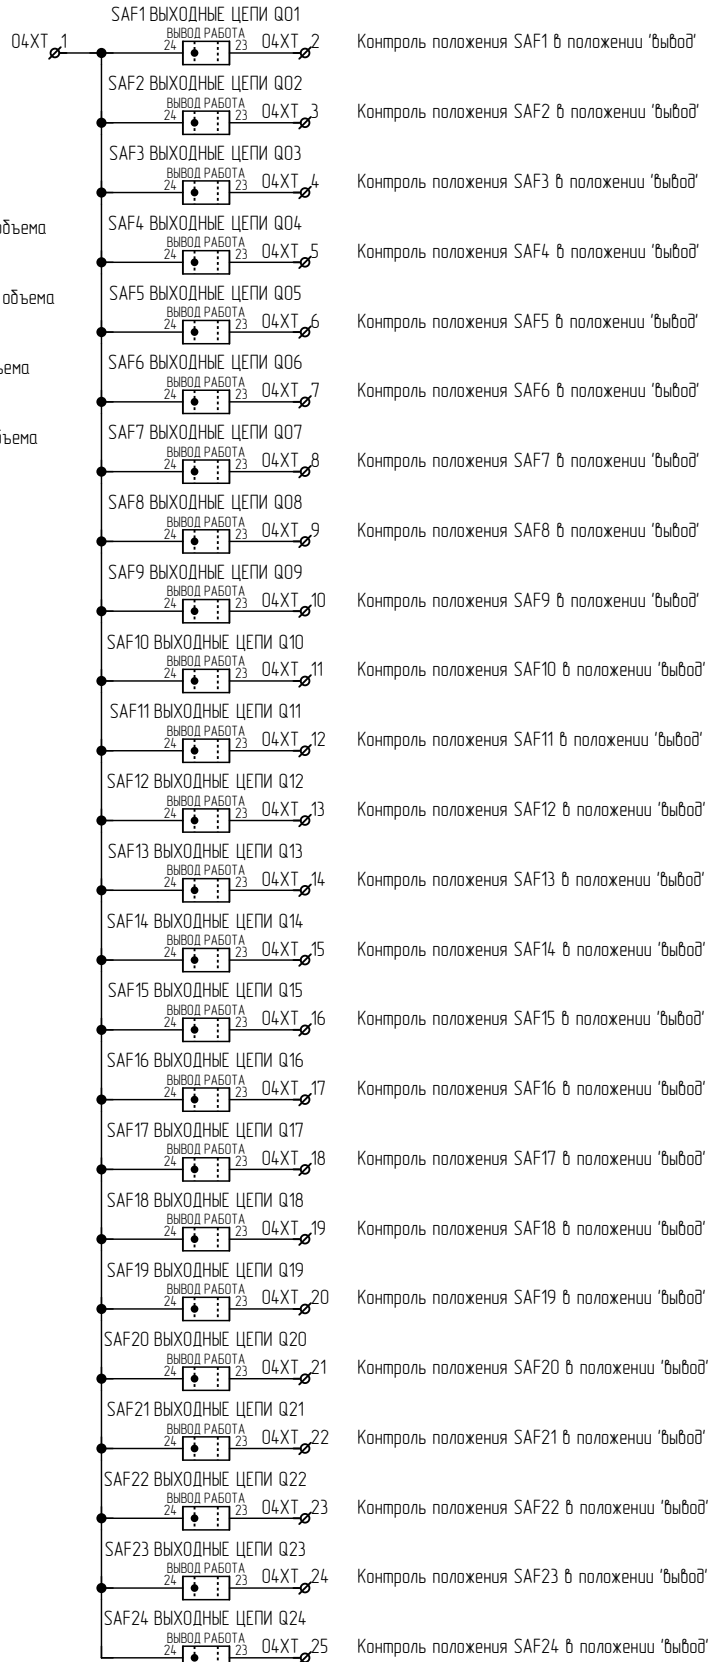 SAF1 ВЫХОДНЫЕ ЦЕПИ Q01
04XT 1 24 ВЫВОД РАБОТА 23 04XT 2 Контроль положения SAF1 в положении 'вывод'
SAF2 ВЫХОДНЫЕ ЦЕПИ Q02
24 ВЫВОД РАБОТА 23 04XT 3 Контроль положения SAF2 в положении 'вывод'
SAF3 ВЫХОДНЫЕ ЦЕПИ Q03
24 ВЫВОД РАБОТА 23 04XT 4 Контроль положения SAF3 в положении 'вывод'
SAF4 ВЫХОДНЫЕ ЦЕПИ Q04
24 ВЫВОД РАБОТА 23 04XT 5 Контроль положения SAF4 в положении 'вывод'
SAF5 ВЫХОДНЫЕ ЦЕПИ Q05
объема
24 ВЫВОД РАБОТА 23 04XT 6 Контроль положения SAF5 в положении 'вывод'
SAF6 ВЫХОДНЫЕ ЦЕПИ Q06
24 ВЫВОД РАБОТА 23 04XT 7 Контроль положения SAF6 в положении 'вывод'
SAF7 ВЫХОДНЫЕ ЦЕПИ Q07
24 ВЫВОД РАБОТА 23 04XT 8 Контроль положения SAF7 в положении 'вывод'
SAF8 ВЫХОДНЫЕ ЦЕПИ Q08
24 ВЫВОД РАБОТА 23 04XT 9 Контроль положения SAF8 в положении 'вывод'
SAF9 ВЫХОДНЫЕ ЦЕПИ Q09
24 ВЫВОД РАБОТА 23 04XT 10 Контроль положения SAF9 в положении 'вывод'
SAF10 ВЫХОДНЫЕ ЦЕПИ Q10
24 ВЫВОД РАБОТА 23 04XT 11 Контроль положения SAF10 в положении 'вывод'
SAF11 ВЫХОДНЫЕ ЦЕПИ Q11
24 ВЫВОД РАБОТА 23 04XT 12 Контроль положения SAF11 в положении 'вывод'
SAF12 ВЫХОДНЫЕ ЦЕПИ Q12
24 ВЫВОД РАБОТА 23 04XT 13 Контроль положения SAF12 в положении 'вывод'
SAF13 ВЫХОДНЫЕ ЦЕПИ Q13
24 ВЫВОД РАБОТА 23 04XT 14 Контроль положения SAF13 в положении 'вывод'
SAF14 ВЫХОДНЫЕ ЦЕПИ Q14
24 ВЫВОД РАБОТА 23 04XT 15 Контроль положения SAF14 в положении 'вывод'
SAF15 ВЫХОДНЫЕ ЦЕПИ Q15
24 ВЫВОД РАБОТА 23 04XT 16 Контроль положения SAF15 в положении 'вывод'
SAF16 ВЫХОДНЫЕ ЦЕПИ Q16
24 ВЫВОД РАБОТА 23 04XT 17 Контроль положения SAF16 в положении 'вывод'
SAF17 ВЫХОДНЫЕ ЦЕПИ Q17
24 ВЫВОД РАБОТА 23 04XT 18 Контроль положения SAF17 в положении 'вывод'
SAF18 ВЫХОДНЫЕ ЦЕПИ Q18
24 ВЫВОД РАБОТА 23 04XT 19 Контроль положения SAF18 в положении 'вывод'
SAF19 ВЫХОДНЫЕ ЦЕПИ Q19
24 ВЫВОД РАБОТА 23 04XT 20 Контроль положения SAF19 в положении 'вывод'
SAF20 ВЫХОДНЫЕ ЦЕПИ Q20
24 ВЫВОД РАБОТА 23 04XT 21 Контроль положения SAF20 в положении 'вывод'
SAF21 ВЫХОДНЫЕ ЦЕПИ Q21
24 ВЫВОД РАБОТА 23 04XT 22 Контроль положения SAF21 в положении 'вывод'
SAF22 ВЫХОДНЫЕ ЦЕПИ Q22
24 ВЫВОД РАБОТА 23 04XT 23 Контроль положения SAF22 в положении 'вывод'
SAF23 ВЫХОДНЫЕ ЦЕПИ Q23
24 ВЫВОД РАБОТА 23 04XT 24 Контроль положения SAF23 в положении 'вывод'
SAF24 ВЫХОДНЫЕ ЦЕПИ Q24
24 ВЫВОД РАБОТА 23 04XT 25 Контроль положения SAF24 в положении 'вывод'